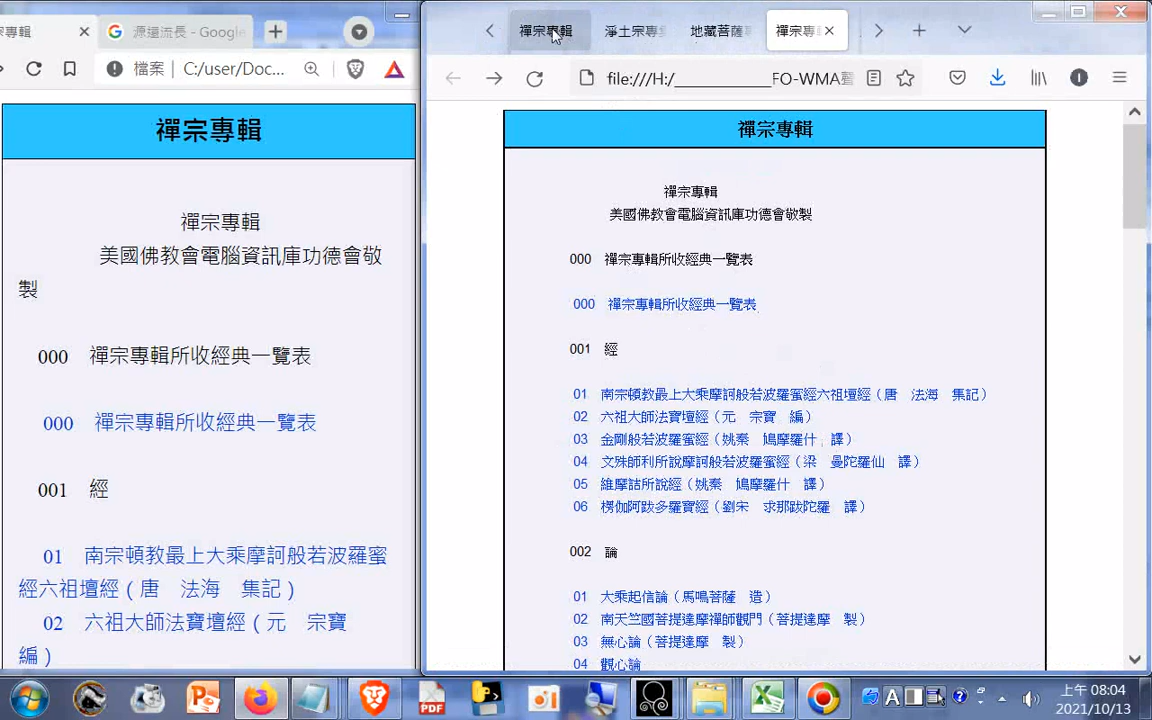 專輯
源遠流長 - Google
檔案 | C:/user/Doc...
禪宗專輯
禪宗專輯
美國佛教會電腦資訊庫功德會敬
製
000 禪宗專輯所收經典一覽表
000 禪宗專輯所收經典一覽表
001 經
01 南宗頓教最上大乘摩訶般若波羅蜜
經六祖壇經(唐 法海 集記)
02 六祖大師法寶壇經(元 宗寶
編)
禪宗專輯
淨土宗專
地藏菩薩
禪宗專
file:///H:/__________FO-WMA
禪宗專輯
禪宗專輯
美國佛教會電腦資訊庫功德會敬製
000 禪宗專輯所收經典一覽表
000 禪宗專輯所收經典一覽表
001 經
01 南宗頓教最上大乘摩訶般若波羅蜜經六祖壇經(唐 法海 集記)
02 六祖大師法寶壇經(元 宗寶 編)
03 金剛般若波羅蜜經(姚秦 鳩摩羅什 譯)
04 文殊師利所說摩訶般若波羅蜜經(梁 曼陀羅仙 譯)
05 維摩詰所說經(姚秦 鳩摩羅什 譯)
06 楞伽阿跋多羅寶經(劉宋 求那跋陀羅 譯)
002 論
01 大乘起信論(馬鳴菩薩 造)
02 南天竺國菩提達摩禪師觀門(菩提達摩 製)
03 無心論(菩提達摩 製)
04 觀心論
PDF
A
上午 08:04
2021/10/13